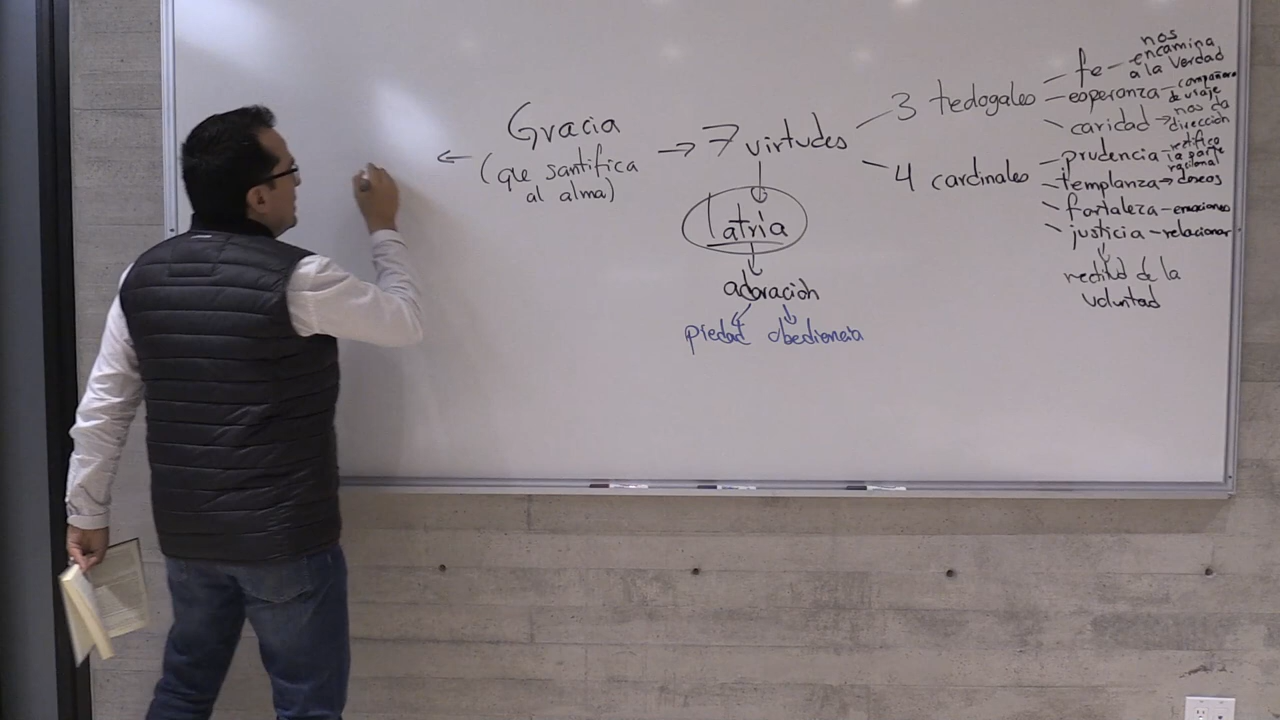 Gracia
(que santifica
al alma)
7 virtudes
Latría
adoración
piedad obediencia
3 teologales
fe - nos
encamina
a la Verdad
esperanza - compañera
de viaje
caridad → nos da
dirección
4 cardinales
prudencia - rectifica
la parte
racional
templanza → deseos
fortaleza - emociones
justicia - relacionar
rectitud de la
voluntad